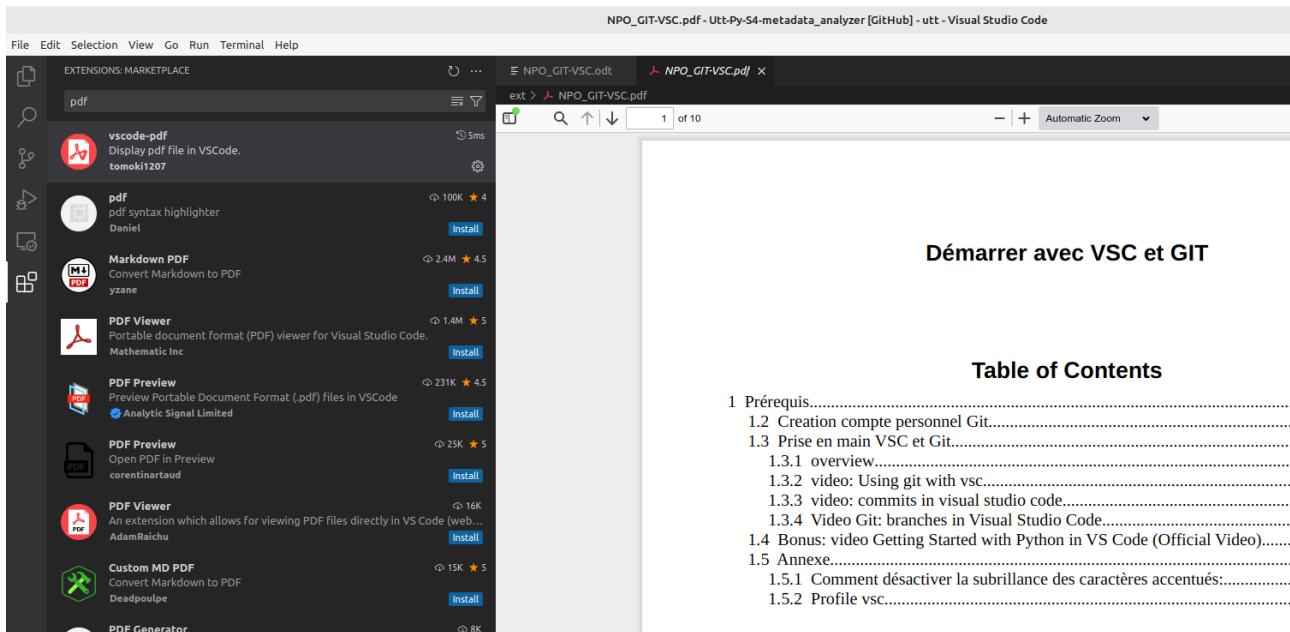 NPO_GIT-VSC.pdf - Utt-Py-S4-metadata_analyzer [GitHub] - utt - Visual Studio Code
File Edit Selection View Go Run Terminal Help
EXTENSIONS: MARKETPLACE
pdf
vscode-pdf 5ms
Display pdf file in VSCode.
tomoki1207
pdf 100K ★ 4
pdf syntax highlighter
Daniel Install
Markdown PDF 2.4M ★ 4.5
Convert Markdown to PDF
yzane Install
PDF Viewer 1.4M ★ 5
Portable document format (PDF) viewer for Visual Studio Code.
Mathematic Inc Install
PDF Preview 231K ★ 4.5
Preview Portable Document Format (.pdf) files in VSCode
Analytic Signal Limited Install
PDF Preview 25K ★ 5
Open PDF in Preview
corentinartaud Install
PDF Viewer 16K
An extension which allows for viewing PDF files directly in VS Code (web...
AdamRaichu Install
Custom MD PDF 15K ★ 5
Convert Markdown to PDF
Deadpoulpe Install
PDF Generator 8K
M↓
PDF
PDF
PDF
PDF
NPO_GIT-VSC.odt NPO_GIT-VSC.pdf
ext > NPO_GIT-VSC.pdf
1 of 10 Automatic Zoom
Démarrer avec VSC et GIT
Table of Contents
1 Prérequis
1.2 Creation compte personnel Git
1.3 Prise en main VSC et Git
1.3.1 overview
1.3.2 video: Using git with vsc
1.3.3 video: commits in visual studio code
1.3.4 Video Git: branches in Visual Studio Code
1.4 Bonus: video Getting Started with Python in VS Code (Official Video)
1.5 Annexe
1.5.1 Comment désactiver la subrillance des caractères accentués:
1.5.2 Profile vsc